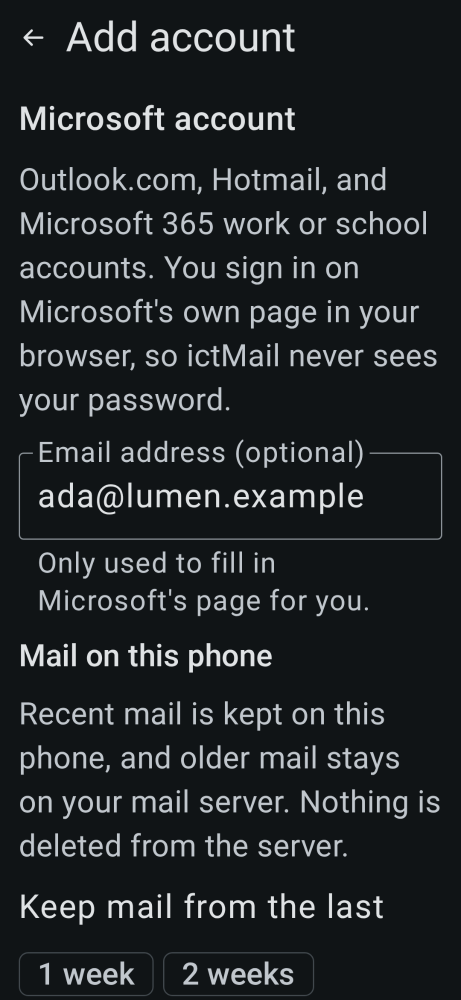 Add account
Microsoft account
Outlook.com, Hotmail, and
Microsoft 365 work or school
accounts. You sign in on
Microsoft's own page in your
browser, so ictMail never sees
your password.
Email address (optional)
ada@lumen.example
Only used to fill in
Microsoft's page for you.
Mail on this phone
Recent mail is kept on this
phone, and older mail stays
on your mail server. Nothing is
deleted from the server.
Keep mail from the last
1 week 2 weeks